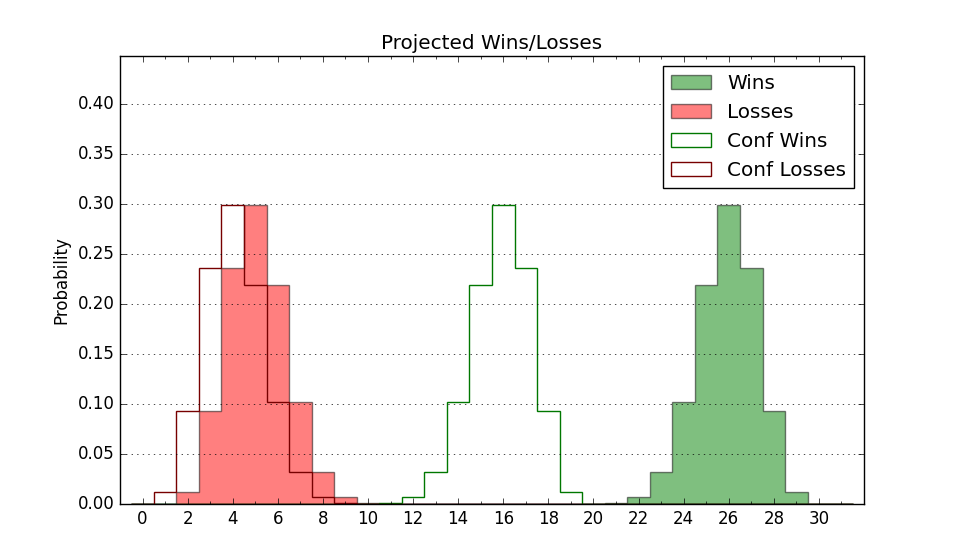 Projected Wins/Losses
Wins
Losses
Conf Wins
Conf Losses
Probability
0.40
0.35
0.30
0.25
0.20
0.15
0.10
0.05
0.00
0 2 4 6 8 10 12 14 16 18 20 22 24 26 28 30